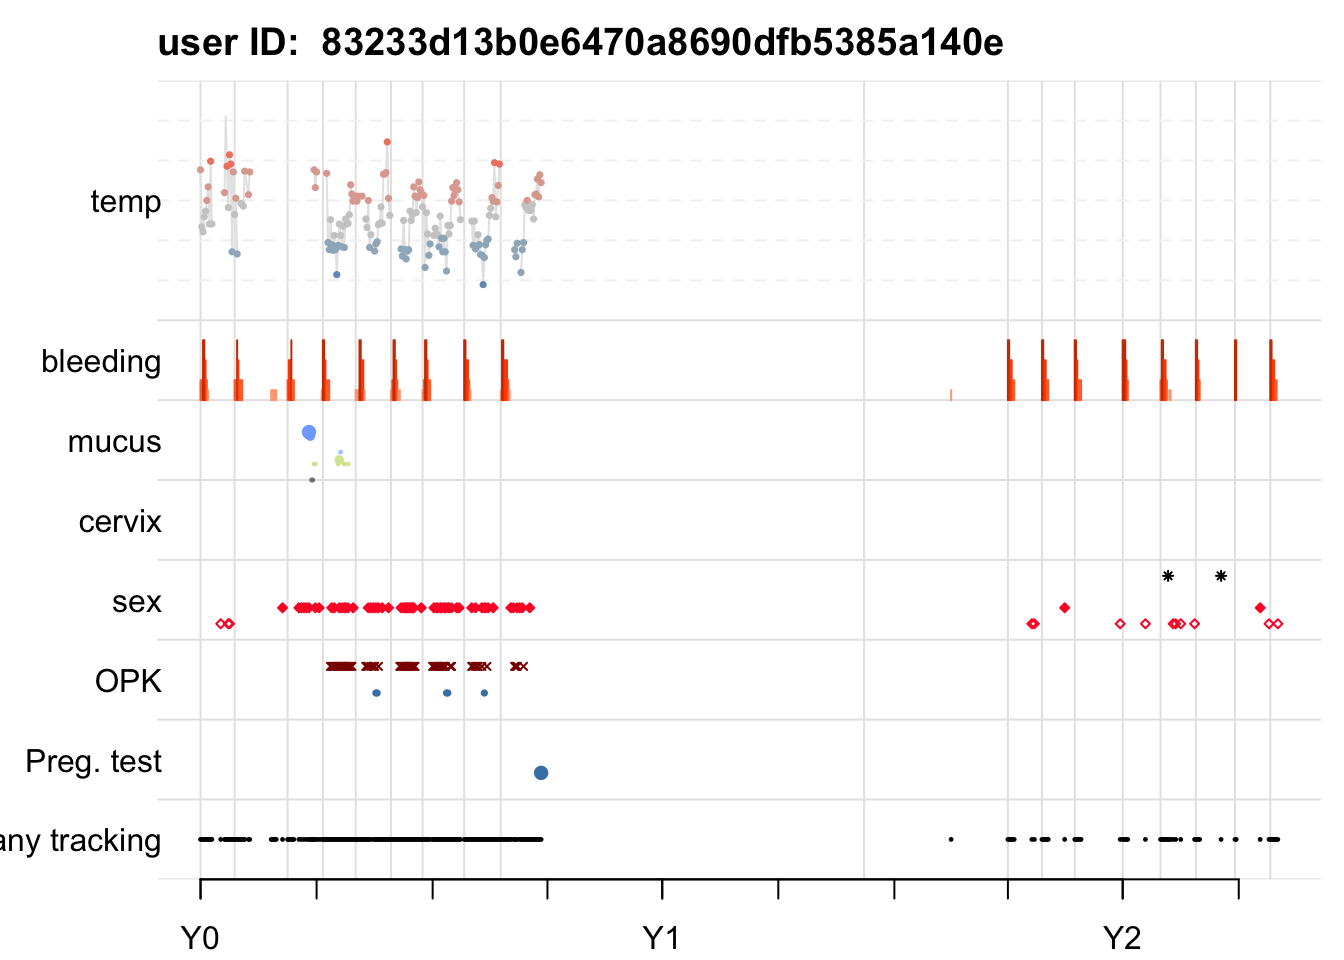 user ID: 83233d13b0e6470a8690dfb5385a140e
temp
bleeding
mucus
cervix
sex
OPK
Preg. test
any tracking
Y0 Y1 Y2